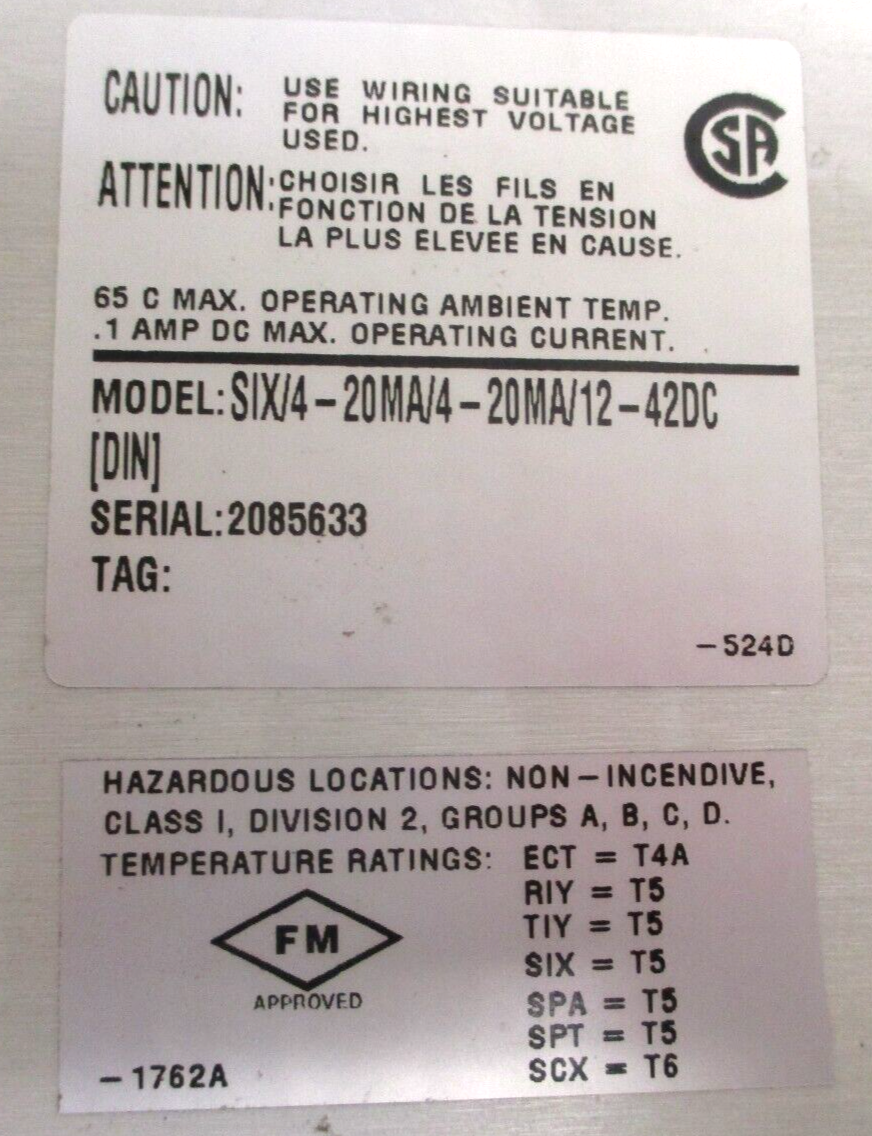 CAUTION: USE WIRING SUITABLE
FOR HIGHEST VOLTAGE
USED.
CSA
ATTENTION: CHOISIR LES FILS EN
FONCTION DE LA TENSION
LA PLUS ELEVEE EN CAUSE.
65 C MAX. OPERATING AMBIENT TEMP.
.1 AMP DC MAX. OPERATING CURRENT.
MODEL: SIX/4-20MA/4-20MA/12-42DC
[DIN]
SERIAL: 2085633
TAG:
-524D
HAZARDOUS LOCATIONS: NON-INCENDIVE,
CLASS I, DIVISION 2, GROUPS A, B, C, D.
TEMPERATURE RATINGS: ECT = T4A
RIY = T5
TIY = T5
SIX = T5
SPA = T5
SPT = T5
SCX = T6
FM
APPROVED
-1762A